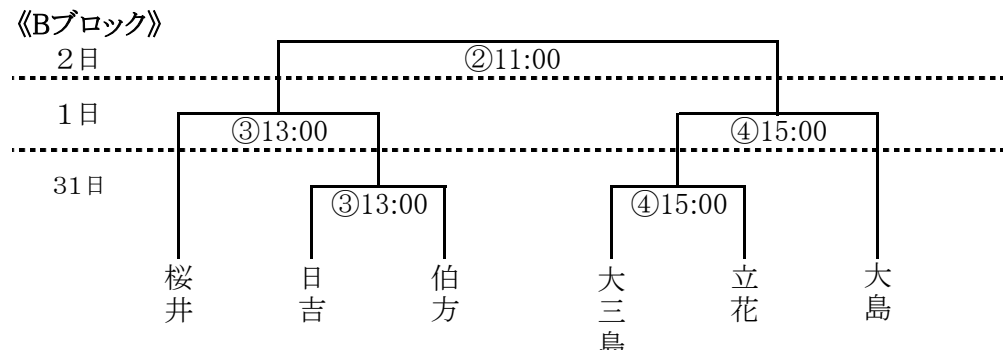 《Bブロック》
2日
②11:00
1日
③13:00
④15:00
31日
③13:00
④15:00
桜井
日吉
伯方
大三島
立花
大島